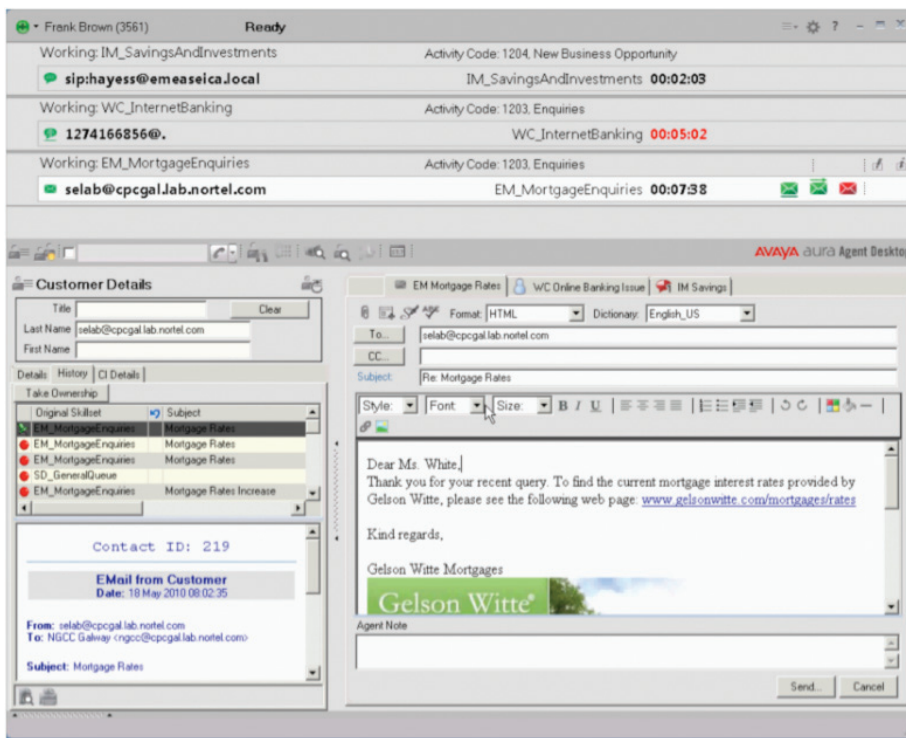 Frank Brown (3561) Ready
Working: IM_SavingsAndInvestments Activity Code: 1204, New Business Opportunity
sip:hayess@emeaseica.local IM_SavingsAndInvestments 00:02:03
Working: WC_InternetBanking Activity Code: 1203, Enquiries
1274166856@. WC_InternetBanking 00:05:02
Working: EM_MortgageEnquiries Activity Code: 1203, Enquiries
selab@cpcgal.lab.nortel.com EM_MortgageEnquiries 00:07:38
AVAYA aura Agent Desktop
Customer Details
Title Clear
Last Name selab@cpcgal.lab.nortel.com
First Name
Details History CI Details
Take Ownership
Original Skillset Subject
EM_MortgageEnquiries Mortgage Rates
EM_MortgageEnquiries Mortgage Rates
EM_MortgageEnquiries Mortgage Rates
SD_GeneralQueue
EM_MortgageEnquiries Mortgage Rates Increase
Contact ID: 219
EMail from Customer
Date: 18 May 2010 08:02:35
From: selab@cpcgal.lab.nortel.com
To: NGCC Galway <ngcc@cpcgal.lab.nortel.com>
Subject: Mortgage Rates
EM Mortgage Rates WC Online Banking Issue IM Savings
Format: HTML Dictionary: English_US
To... selab@cpcgal.lab.nortel.com
CC...
Subject: Re: Mortgage Rates
Style: Font: Size: B I U
Dear Ms. White,
Thank you for your recent query. To find the current mortgage interest rates provided by
Gelson Witte, please see the following web page: www.gelsonwitte.com/mortgages/rates
Kind regards,
Gelson Witte Mortgages
Gelson Witte®
Agent Note
Send... Cancel